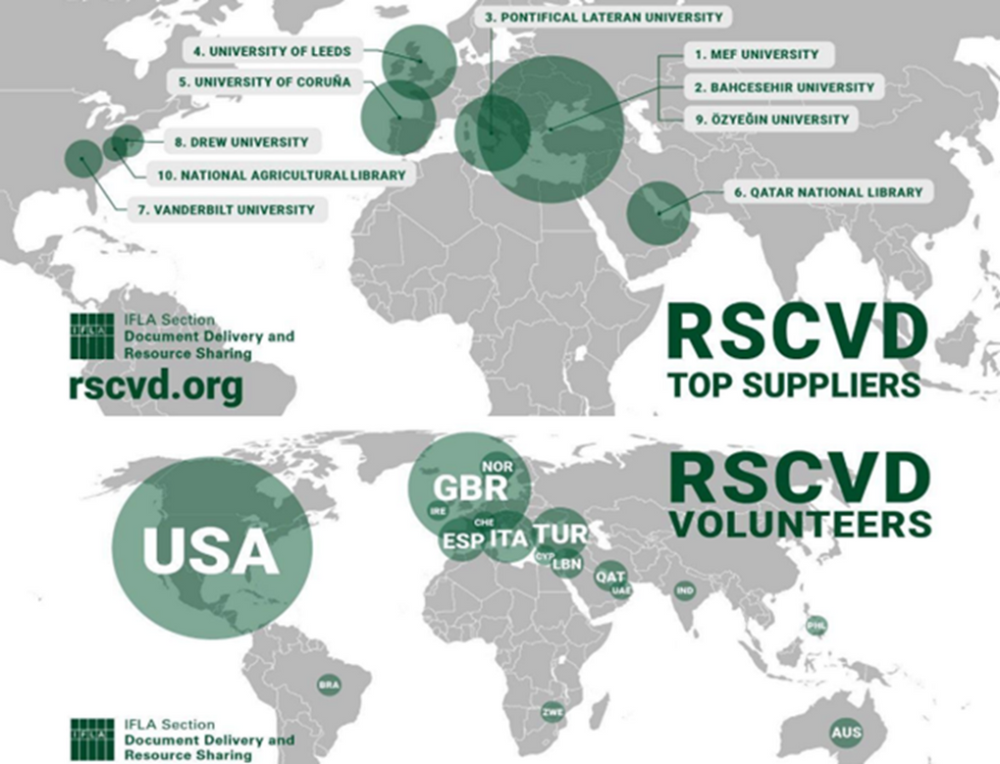 3. PONTIFICAL LATERAN UNIVERSITY
4. UNIVERSITY OF LEEDS
1. MEF UNIVERSITY
5. UNIVERSITY OF CORUÑA
2. BAHCESEHIR UNIVERSITY
9. ÖZYEĞIN UNIVERSITY
8. DREW UNIVERSITY
10. NATIONAL AGRICULTURAL LIBRARY
6. QATAR NATIONAL LIBRARY
7. VANDERBILT UNIVERSITY
IFLA
IFLA Section
Document Delivery and
Resource Sharing
rscvd.org
RSCVD
TOP SUPPLIERS
RSCVD
VOLUNTEERS
NOR
GBR
IRE
CHE
USA
ESP
ITA
TUR
CYP
LBN
QAT
UAE
IND
PHL
BRA
ZWE
AUS
IFLA
IFLA Section
Document Delivery and
Resource Sharing